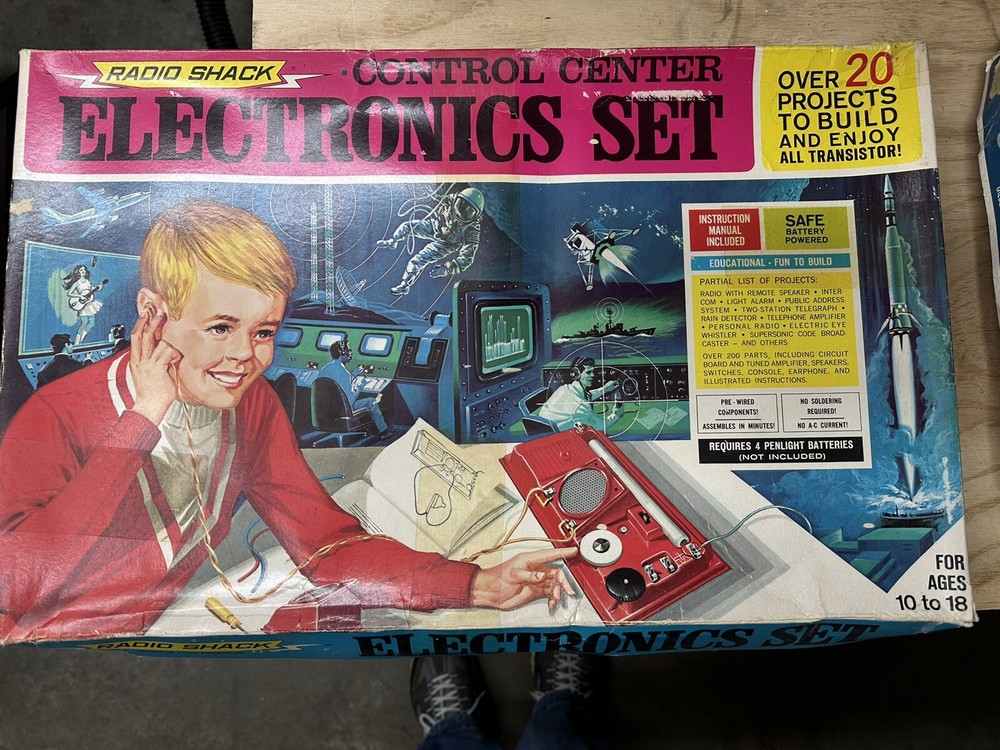 RADIO SHACK
CONTROL CENTER
ELECTRONICS SET
OVER 20
PROJECTS
TO BUILD
AND ENJOY
ALL TRANSISTOR!
INSTRUCTION
MANUAL
INCLUDED
SAFE
BATTERY
POWERED
EDUCATIONAL • FUN TO BUILD
PARTIAL LIST OF PROJECTS:
RADIO WITH REMOTE SPEAKER • INTER-
COM • LIGHT ALARM • PUBLIC ADDRESS
SYSTEM • TWO-STATION TELEGRAPH •
RAIN DETECTOR • TELEPHONE AMPLIFIER
• PERSONAL RADIO • ELECTRIC EYE
WHISTLER • SUPERSONIC CODE BROAD
CASTER — AND OTHERS
OVER 200 PARTS, INCLUDING CIRCUIT
BOARD AND TUNED AMPLIFIER, SPEAKERS,
SWITCHES, CONSOLE, EARPHONE, AND
ILLUSTRATED INSTRUCTIONS.
PRE-WIRED
COMPONENTS!
ASSEMBLES IN MINUTES!
NO SOLDERING
REQUIRED!
NO A-C CURRENT!
REQUIRES 4 PENLIGHT BATTERIES
(NOT INCLUDED)
FOR
AGES
10 to 18
RADIO SHACK
ELECTRONICS SET